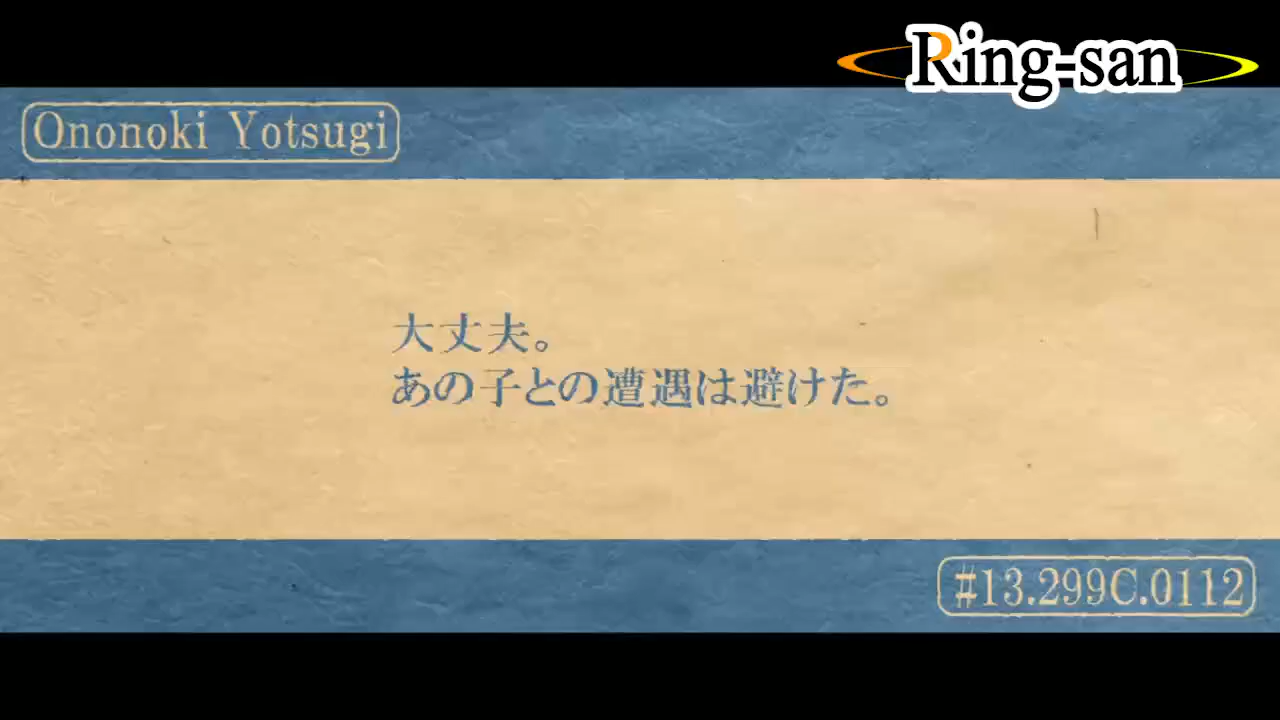 Ring-san
Ononoki Yotsugi
大丈夫。
あの子との遭遇は避けた。
#13.299C.0112